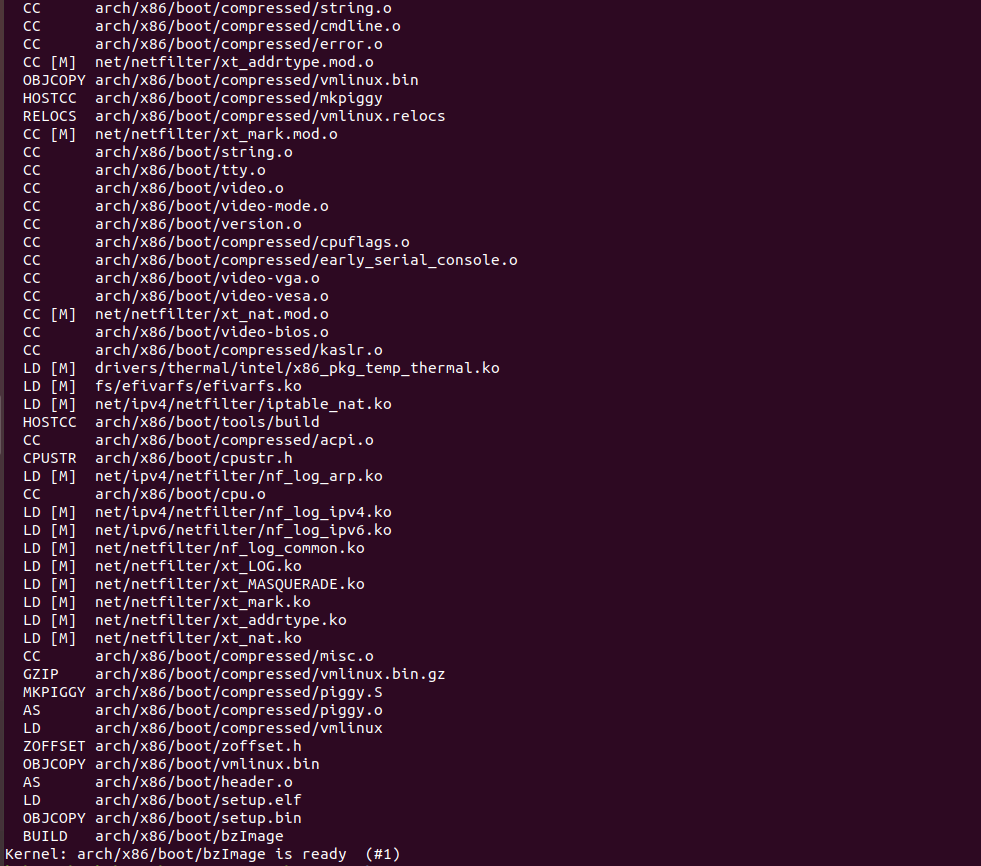 CC      arch/x86/boot/compressed/string.o
CC      arch/x86/boot/compressed/cmdline.o
CC      arch/x86/boot/compressed/error.o
CC [M]  net/netfilter/xt_addrtype.mod.o
OBJCOPY arch/x86/boot/compressed/vmlinux.bin
HOSTCC  arch/x86/boot/compressed/mkpiggy
RELOCS  arch/x86/boot/compressed/vmlinux.relocs
CC [M]  net/netfilter/xt_mark.mod.o
CC      arch/x86/boot/string.o
CC      arch/x86/boot/tty.o
CC      arch/x86/boot/video.o
CC      arch/x86/boot/video-mode.o
CC      arch/x86/boot/version.o
CC      arch/x86/boot/compressed/cpuflags.o
CC      arch/x86/boot/compressed/early_serial_console.o
CC      arch/x86/boot/video-vga.o
CC      arch/x86/boot/video-vesa.o
CC [M]  net/netfilter/xt_nat.mod.o
CC      arch/x86/boot/video-bios.o
CC      arch/x86/boot/compressed/kaslr.o
LD [M]  drivers/thermal/intel/x86_pkg_temp_thermal.ko
LD [M]  fs/efivarfs/efivarfs.ko
LD [M]  net/ipv4/netfilter/iptable_nat.ko
HOSTCC  arch/x86/boot/tools/build
CC      arch/x86/boot/compressed/acpi.o
CPUSTR  arch/x86/boot/cpustr.h
LD [M]  net/ipv4/netfilter/nf_log_arp.ko
CC      arch/x86/boot/cpu.o
LD [M]  net/ipv4/netfilter/nf_log_ipv4.ko
LD [M]  net/ipv6/netfilter/nf_log_ipv6.ko
LD [M]  net/netfilter/nf_log_common.ko
LD [M]  net/netfilter/xt_LOG.ko
LD [M]  net/netfilter/xt_MASQUERADE.ko
LD [M]  net/netfilter/xt_mark.ko
LD [M]  net/netfilter/xt_addrtype.ko
LD [M]  net/netfilter/xt_nat.ko
CC      arch/x86/boot/compressed/misc.o
GZIP    arch/x86/boot/compressed/vmlinux.bin.gz
MKPIGGY arch/x86/boot/compressed/piggy.S
AS      arch/x86/boot/compressed/piggy.o
LD      arch/x86/boot/compressed/vmlinux
ZOFFSET arch/x86/boot/zoffset.h
OBJCOPY arch/x86/boot/vmlinux.bin
AS      arch/x86/boot/header.o
LD      arch/x86/boot/setup.elf
OBJCOPY arch/x86/boot/setup.bin
BUILD   arch/x86/boot/bzImage
Kernel: arch/x86/boot/bzImage is ready  (#1)